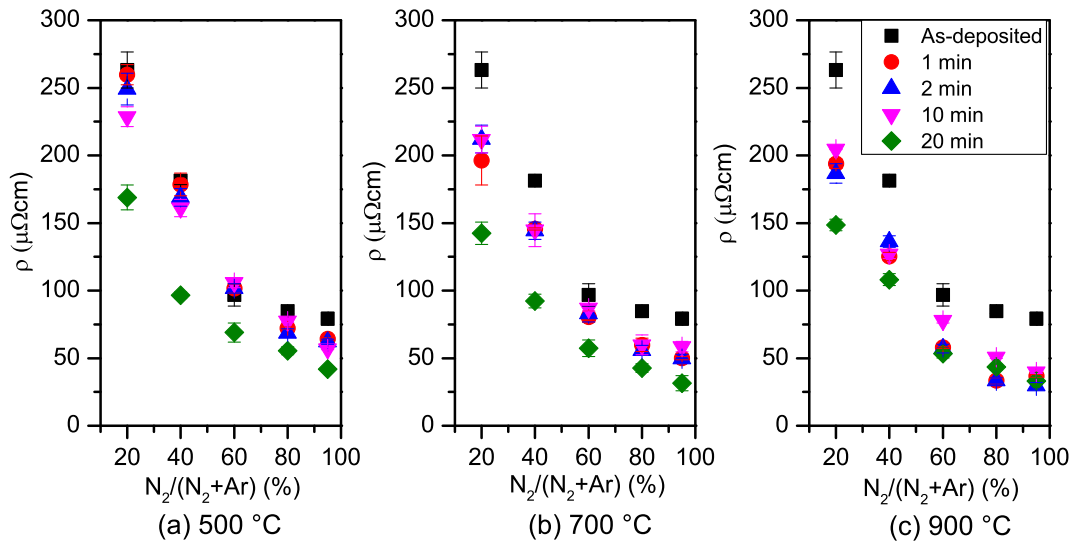 300
250
200
150
100
50
0
ρ (μΩcm)
20 40 60 80 100
N₂/(N₂+Ar) (%)
(a) 500 °C
300
250
200
150
100
50
0
ρ (μΩcm)
20 40 60 80 100
N₂/(N₂+Ar) (%)
(b) 700 °C
300
250
200
150
100
50
0
ρ (μΩcm)
As-deposited
1 min
2 min
10 min
20 min
20 40 60 80 100
N₂/(N₂+Ar) (%)
(c) 900 °C